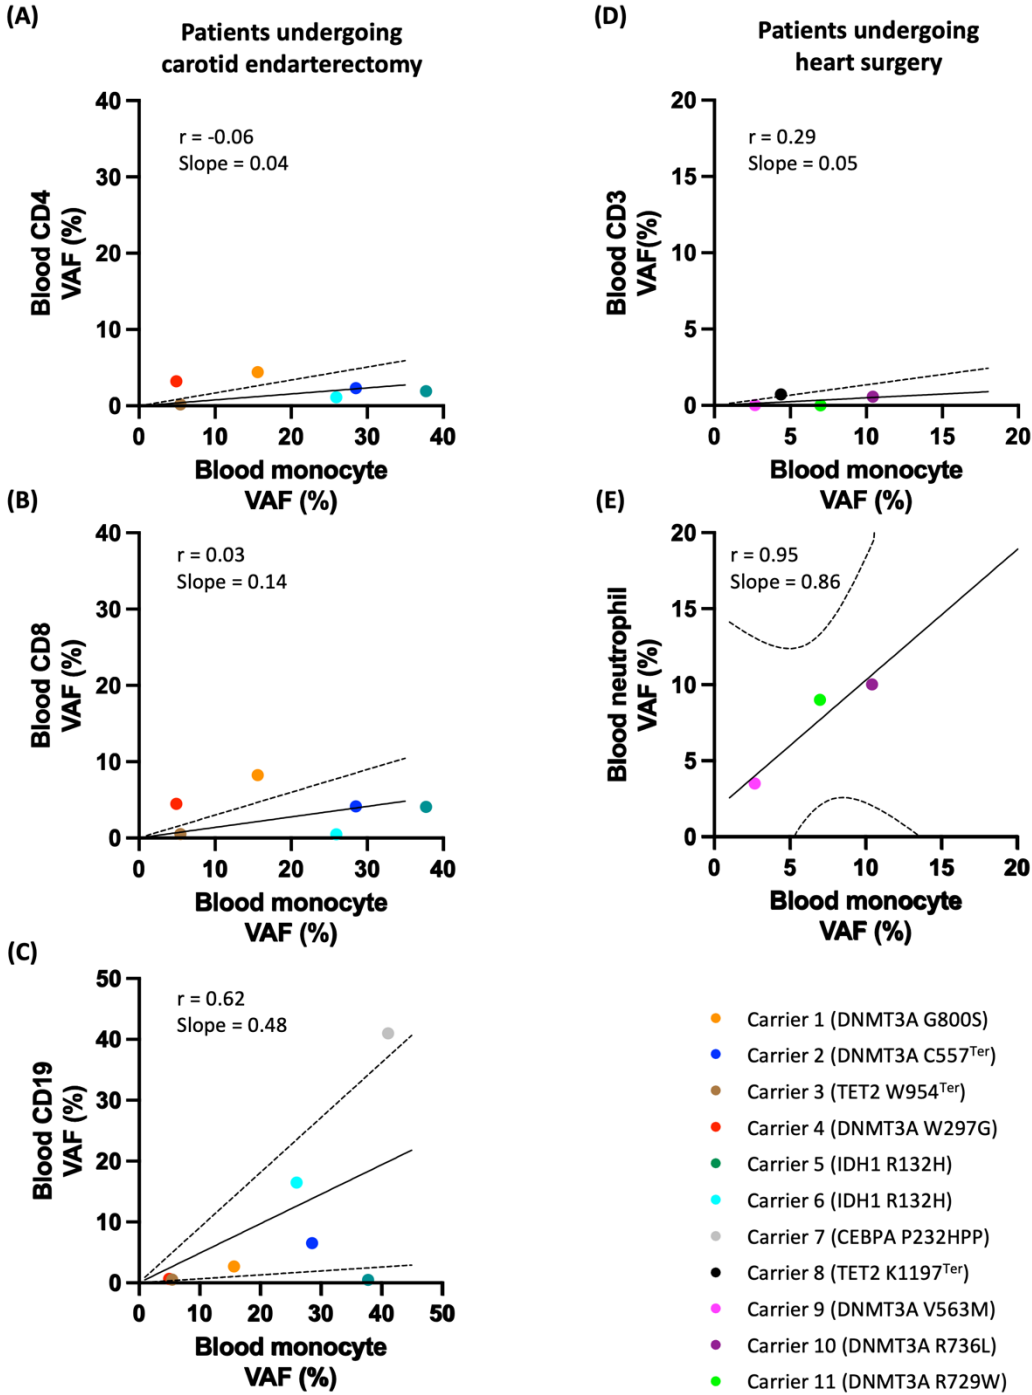 (A)
Patients undergoing
carotid endarterectomy
40
30
20
10
0
r = -0.06
Slope = 0.04
Blood CD4
VAF (%)
0 10 20 30 40
Blood monocyte
VAF (%)
(B)
40
30
20
10
0
r = 0.03
Slope = 0.14
Blood CD8
VAF (%)
0 10 20 30 40
Blood monocyte
VAF (%)
(C)
50
40
30
20
10
0
r = 0.62
Slope = 0.48
Blood CD19
VAF (%)
0 10 20 30 40 50
Blood monocyte
VAF (%)
(D)
Patients undergoing
heart surgery
20
15
10
5
0
r = 0.29
Slope = 0.05
Blood CD3
VAF(%)
0 5 10 15 20
Blood monocyte
VAF (%)
(E)
20
15
10
5
0
r = 0.95
Slope = 0.86
Blood neutrophil
VAF (%)
0 5 10 15 20
Blood monocyte
VAF (%)
Carrier 1 (DNMT3A G800S)
Carrier 2 (DNMT3A C557Ter)
Carrier 3 (TET2 W954Ter)
Carrier 4 (DNMT3A W297G)
Carrier 5 (IDH1 R132H)
Carrier 6 (IDH1 R132H)
Carrier 7 (CEBPA P232HPP)
Carrier 8 (TET2 K1197Ter)
Carrier 9 (DNMT3A V563M)
Carrier 10 (DNMT3A R736L)
Carrier 11 (DNMT3A R729W)